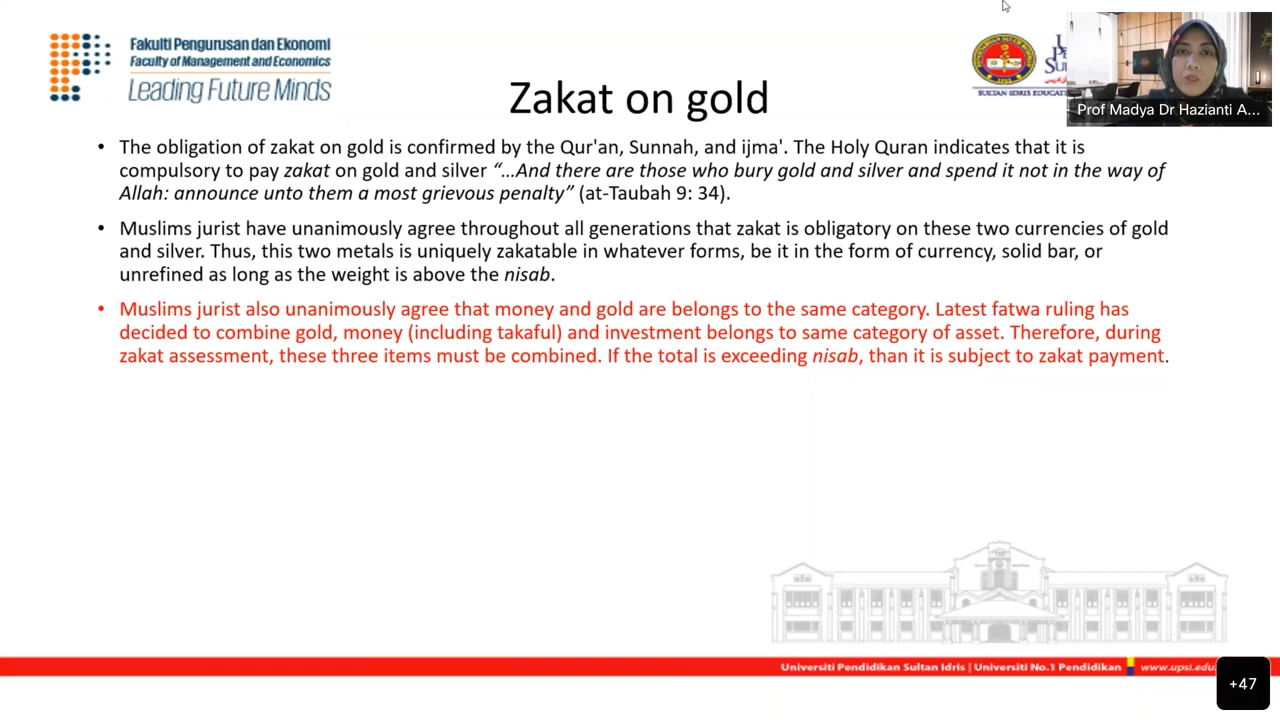 Fakulti Pengurusan dan Ekonomi
Faculty of Management and Economics
Leading Future Minds
SULTAN IDRIS EDUCAT
Prof Madya Dr Hazianti A...
Zakat on gold
• The obligation of zakat on gold is confirmed by the Qur'an, Sunnah, and ijma'. The Holy Quran indicates that it is
compulsory to pay zakat on gold and silver “…And there are those who bury gold and silver and spend it not in the way of
Allah: announce unto them a most grievous penalty” (at-Taubah 9: 34).
• Muslims jurist have unanimously agree throughout all generations that zakat is obligatory on these two currencies of gold
and silver. Thus, this two metals is uniquely zakatable in whatever forms, be it in the form of currency, solid bar, or
unrefined as long as the weight is above the nisab.
• Muslims jurist also unanimously agree that money and gold are belongs to the same category. Latest fatwa ruling has
decided to combine gold, money (including takaful) and investment belongs to same category of asset. Therefore, during
zakat assessment, these three items must be combined. If the total is exceeding nisab, than it is subject to zakat payment.
Universiti Pendidikan Sultan Idris | Universiti No.1 Pendidikan www.upsi.edu.
+47